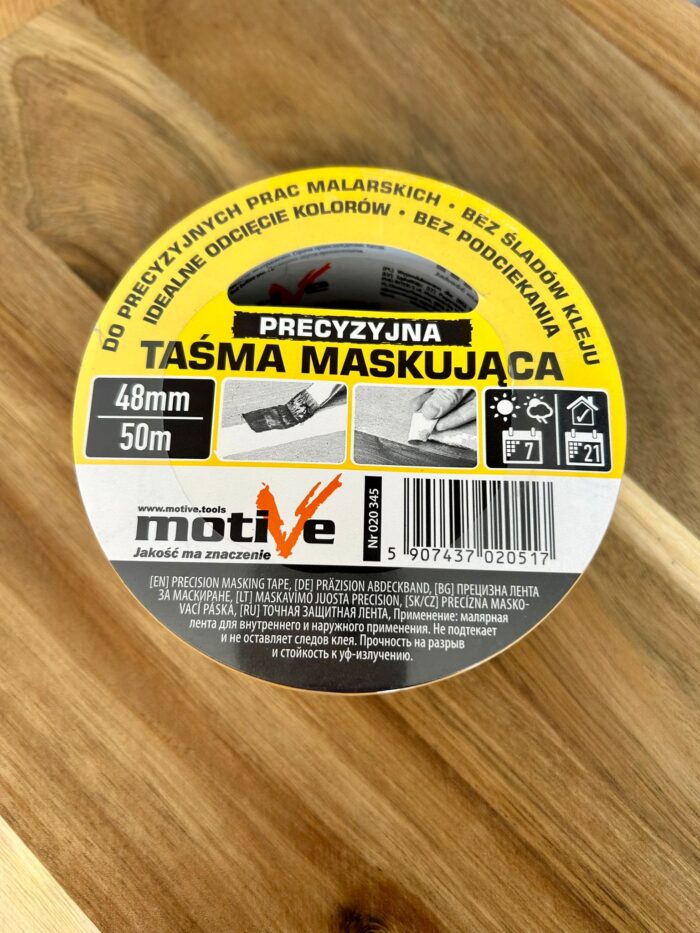 DO PRECYZYJNYCH PRAC MALARSKICH • BEZ ŚLADÓW KLEJU
IDEALNE ODCIĘCIE KOLORÓW • BEZ PODCIEKANIA
PRECYZYJNA
TAŚMA MASKUJĄCA
48mm
50m
7
21
www.motive.tools
motive
Jakość ma znaczenie
Nr 020 345
5 907437 020517
[EN] PRECISION MASKING TAPE, [DE] PRÄZISION ABDECKBAND, [BG] ПРЕЦИЗНА ЛЕНТА
ЗА МАСКИРАНЕ, [LT] MASKAVIMO JUOSTA PRECISION, [SK/CZ] PRECÍZNA MASKO-
VACÍ PÁSKA, [RU] ТОЧНАЯ ЗАЩИТНАЯ ЛЕНТА, Применение: малярная
лента для внутреннего и наружного применения. Не подтекает
и не оставляет следов клея. Прочность на разрыв
и стойкость к уф-излучению.